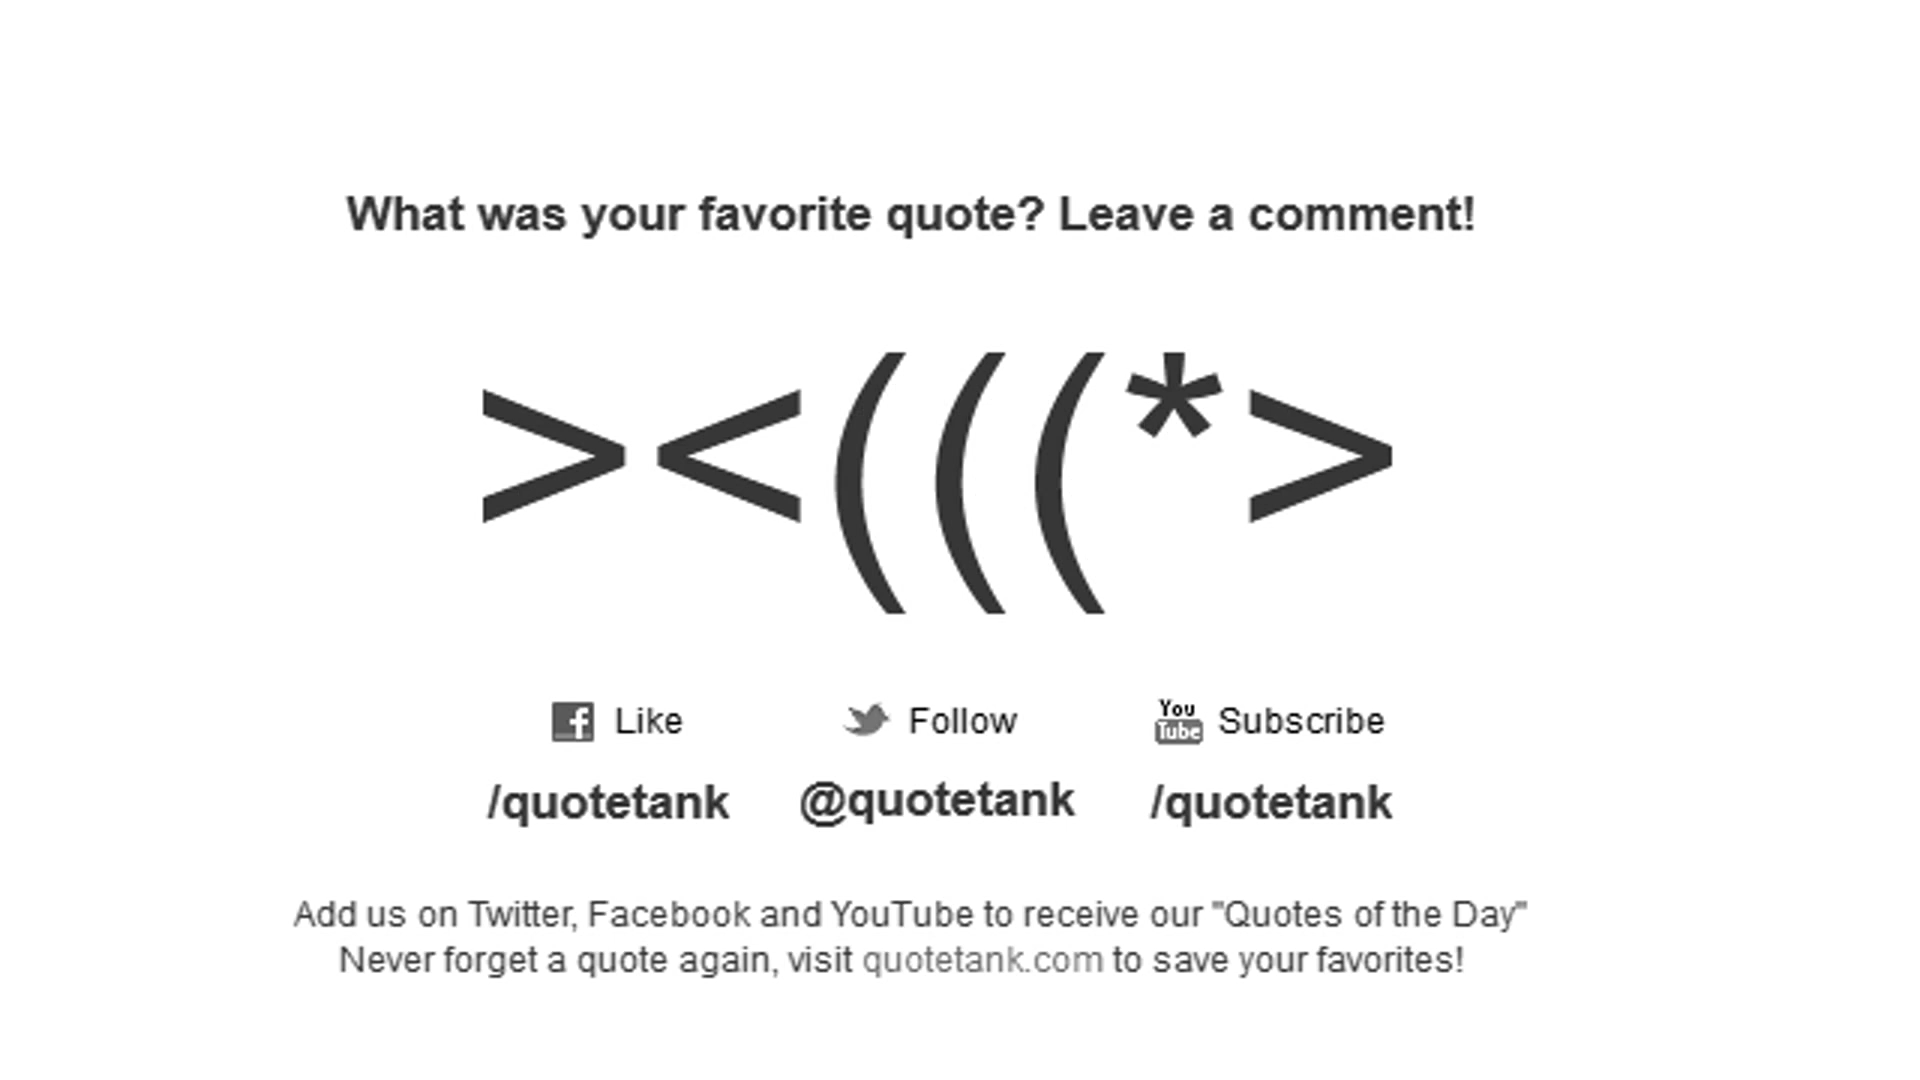 What was your favorite quote? Leave a comment!
><(((*>
f Like
Follow
You Tube Subscribe
/quotetank
@quotetank
/quotetank
Add us on Twitter, Facebook and YouTube to receive our "Quotes of the Day"
Never forget a quote again, visit quotetank.com to save your favorites!